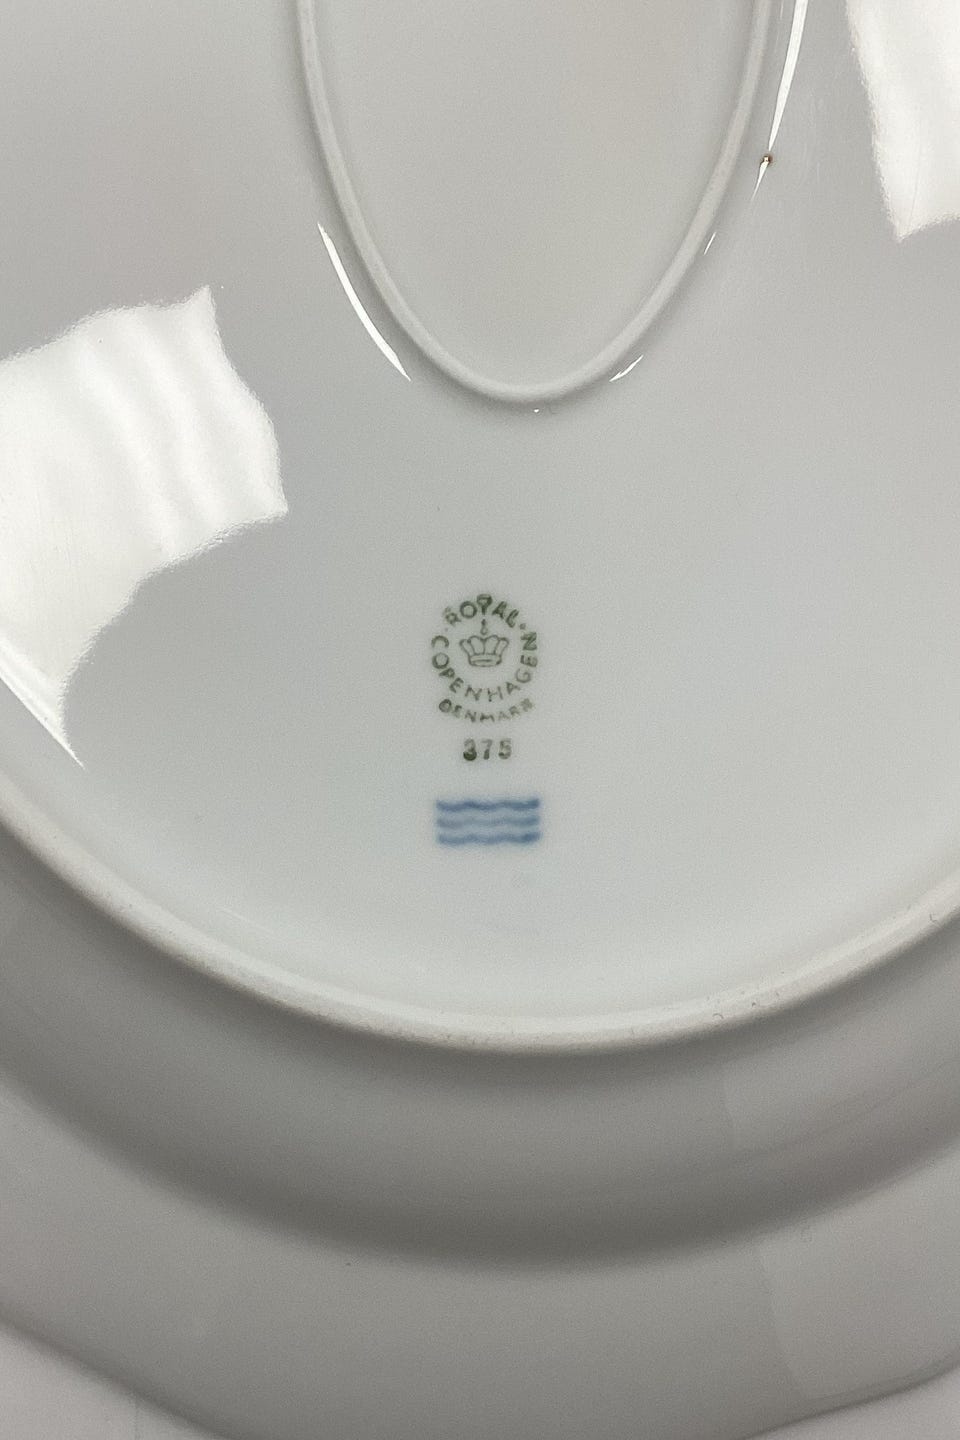 ROYAL
COPENHAGEN
DENMARK
375